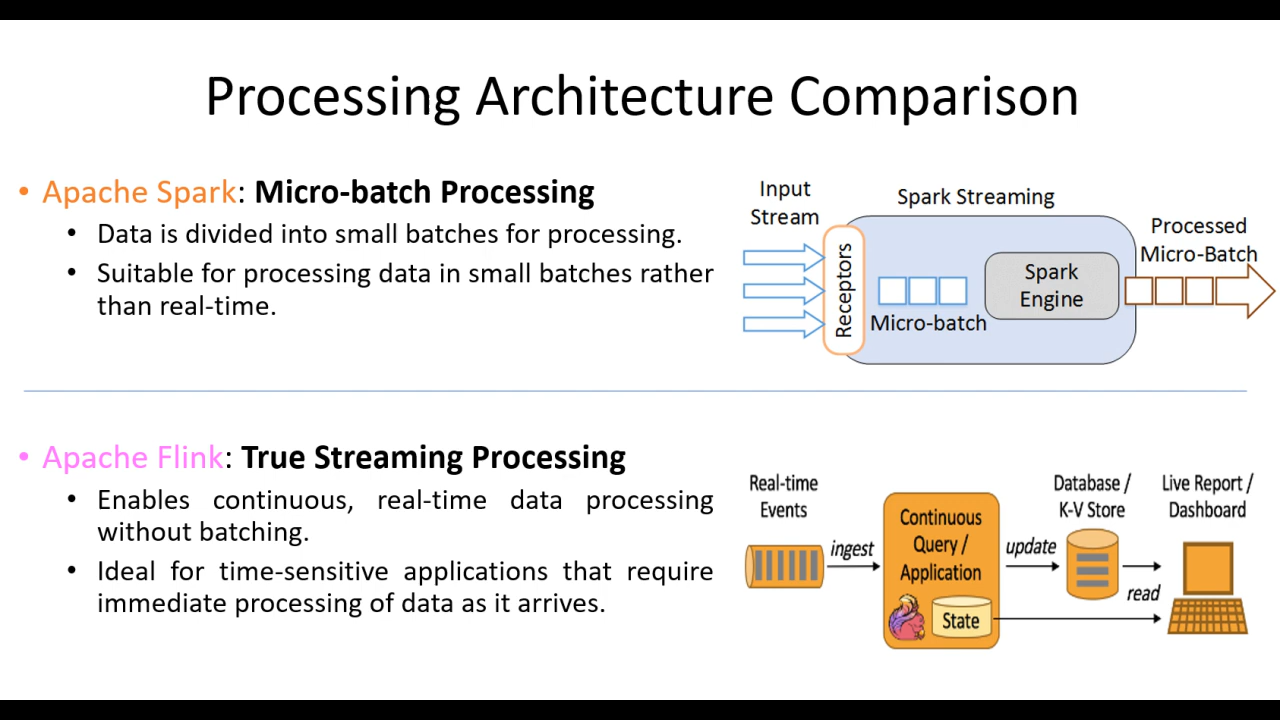 Processing Architecture Comparison
• Apache Spark: Micro-batch Processing
• Data is divided into small batches for processing.
• Suitable for processing data in small batches rather
than real-time.
Input
Stream
Spark Streaming
Receptors
Micro-batch
Spark
Engine
Processed
Micro-Batch
• Apache Flink: True Streaming Processing
• Enables continuous, real-time data processing
without batching.
• Ideal for time-sensitive applications that require
immediate processing of data as it arrives.
Real-time
Events
ingest
Continuous
Query /
Application
State
update
Database /
K-V Store
read
Live Report /
Dashboard